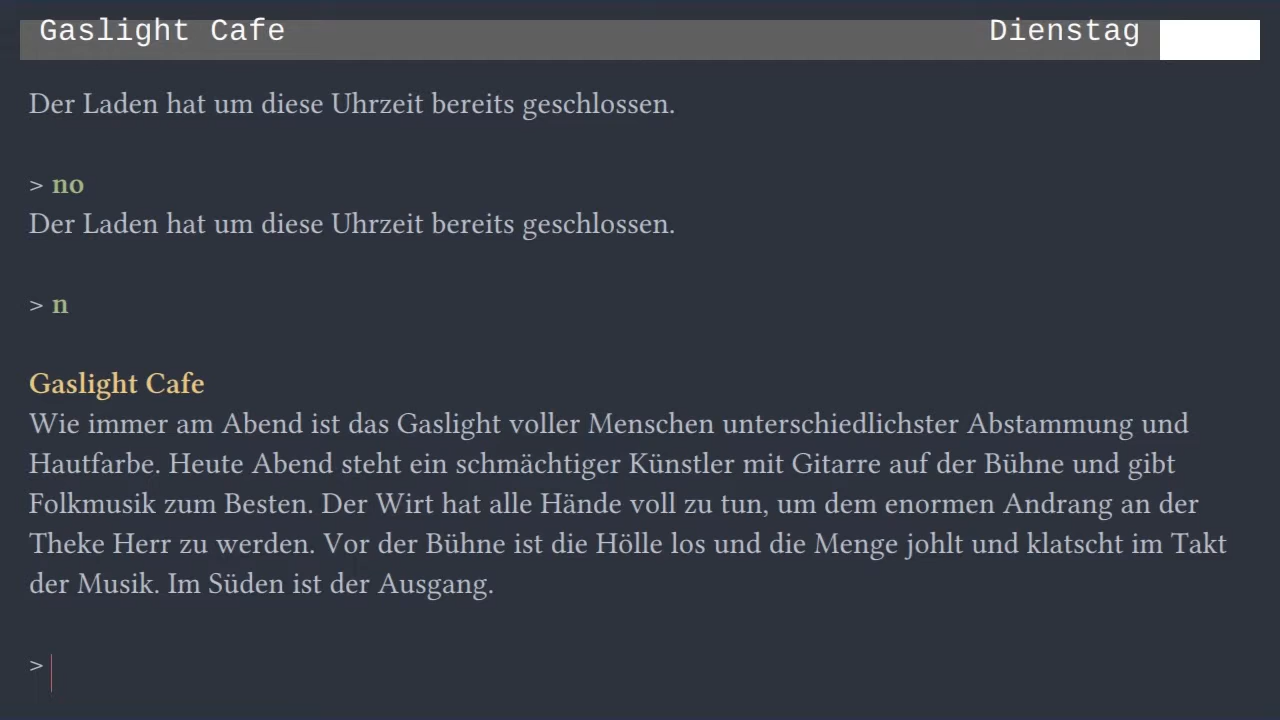 Gaslight Cafe Dienstag
Der Laden hat um diese Uhrzeit bereits geschlossen.
> no
Der Laden hat um diese Uhrzeit bereits geschlossen.
> n
Gaslight Cafe
Wie immer am Abend ist das Gaslight voller Menschen unterschiedlichster Abstammung und
Hautfarbe. Heute Abend steht ein schmächtiger Künstler mit Gitarre auf der Bühne und gibt
Folkmusik zum Besten. Der Wirt hat alle Hände voll zu tun, um dem enormen Andrang an der
Theke Herr zu werden. Vor der Bühne ist die Hölle los und die Menge johlt und klatscht im Takt
der Musik. Im Süden ist der Ausgang.
>